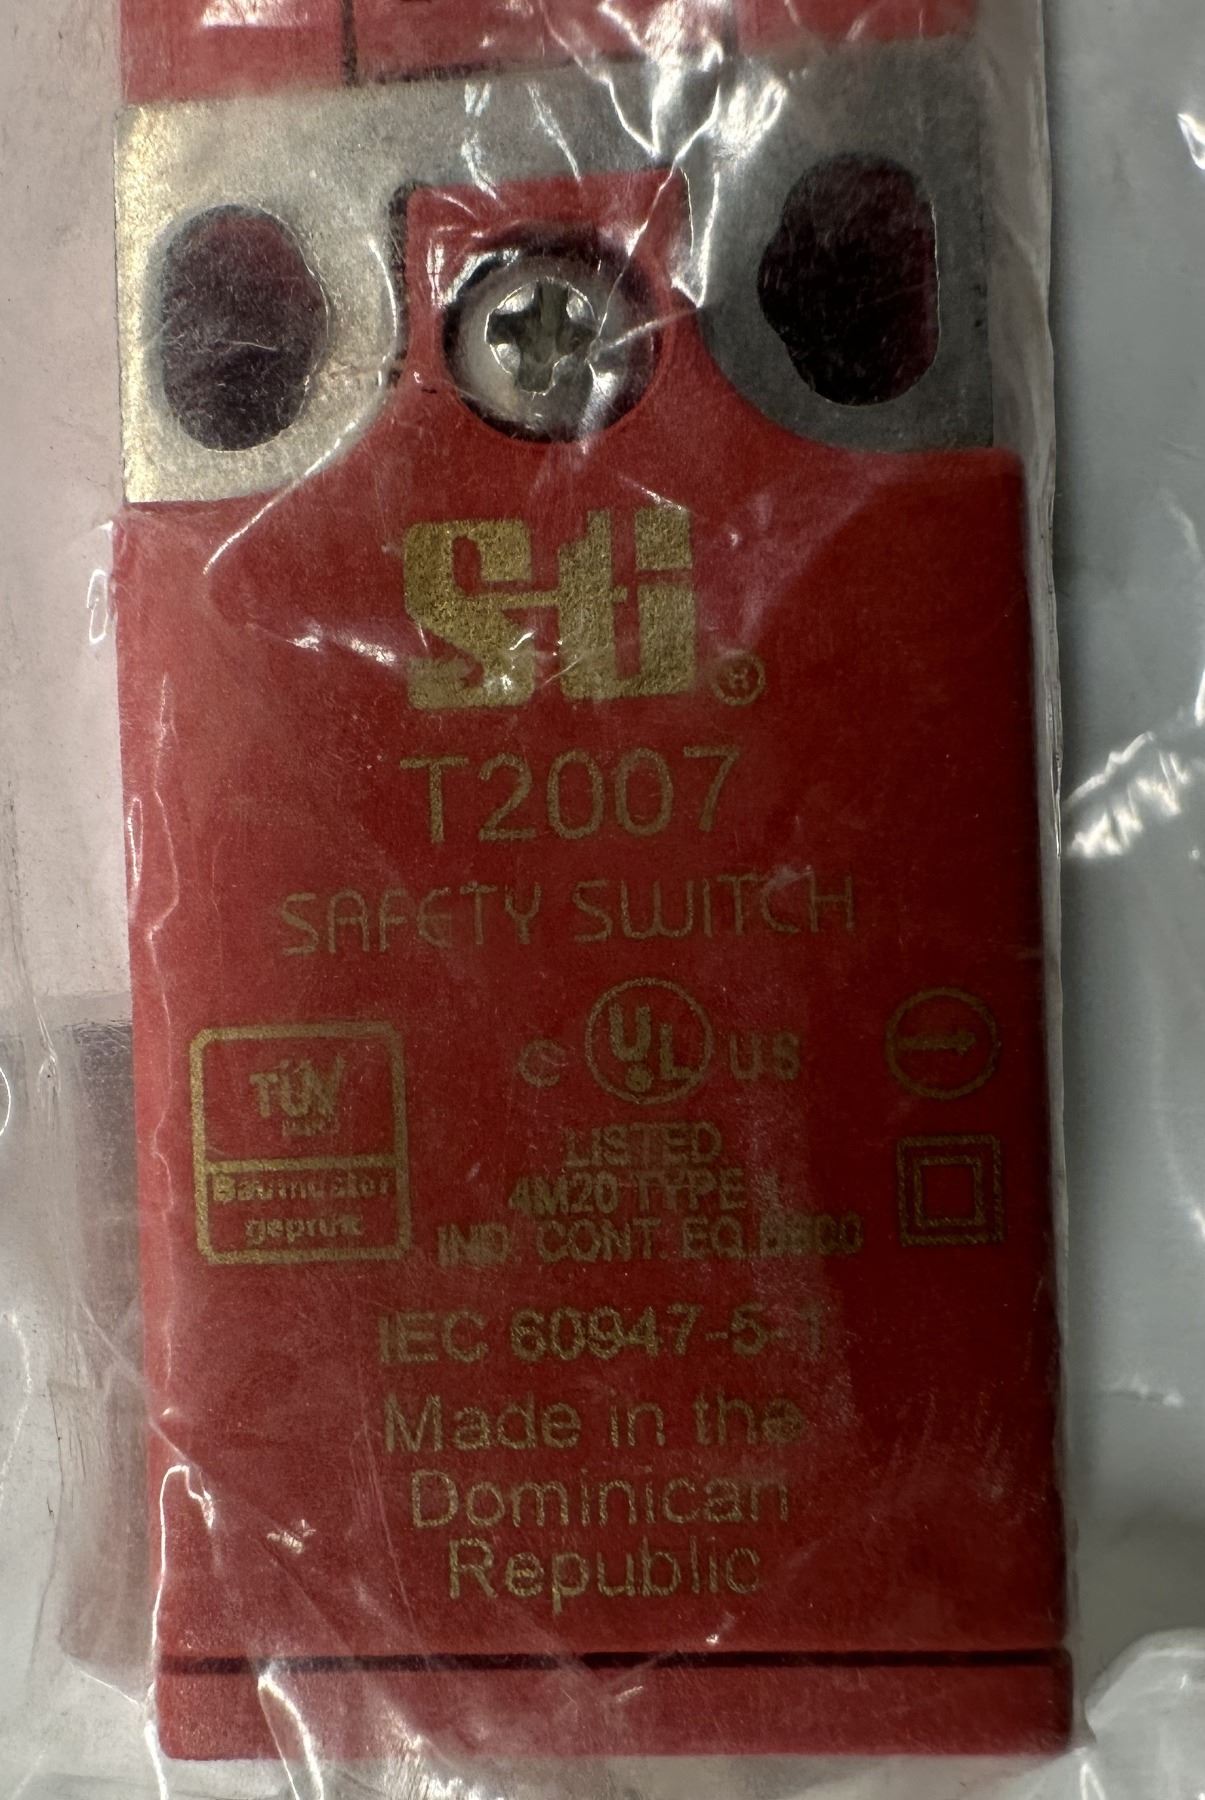 Sti®
T2007
SAFETY SWITCH
TÜV
Baumuster
geprüft
C UL® US
LISTED
4M20 TYPE 1
IND. CONT. EQ.
IEC 60947-5-1
Made in the
Dominican
Republic